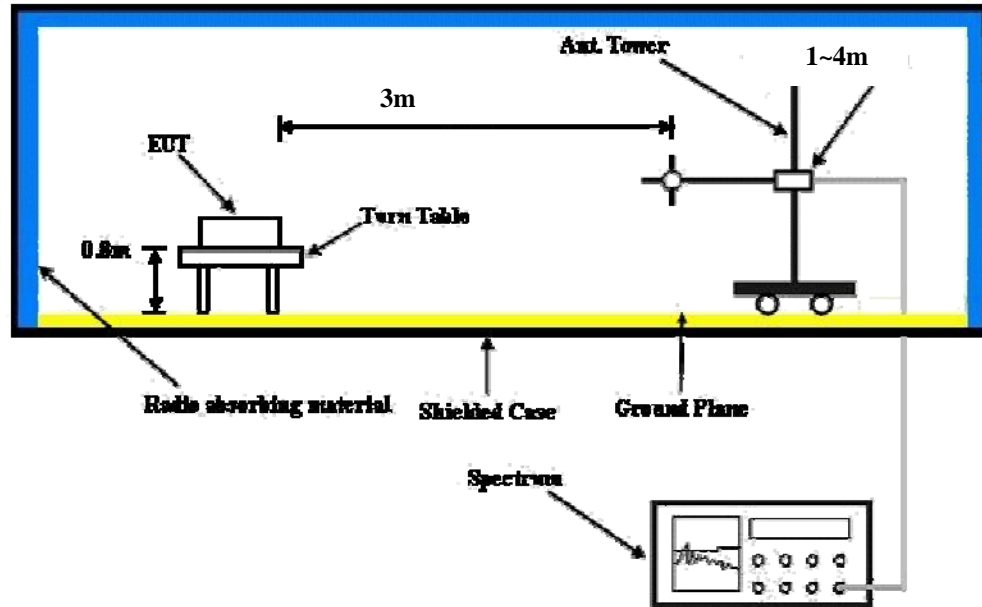 Ant. Tower
1~4m
3m
EUT
Turn Table
0.8m
Radio absorbing material
Shielded Case
Ground Plane
Spectrum